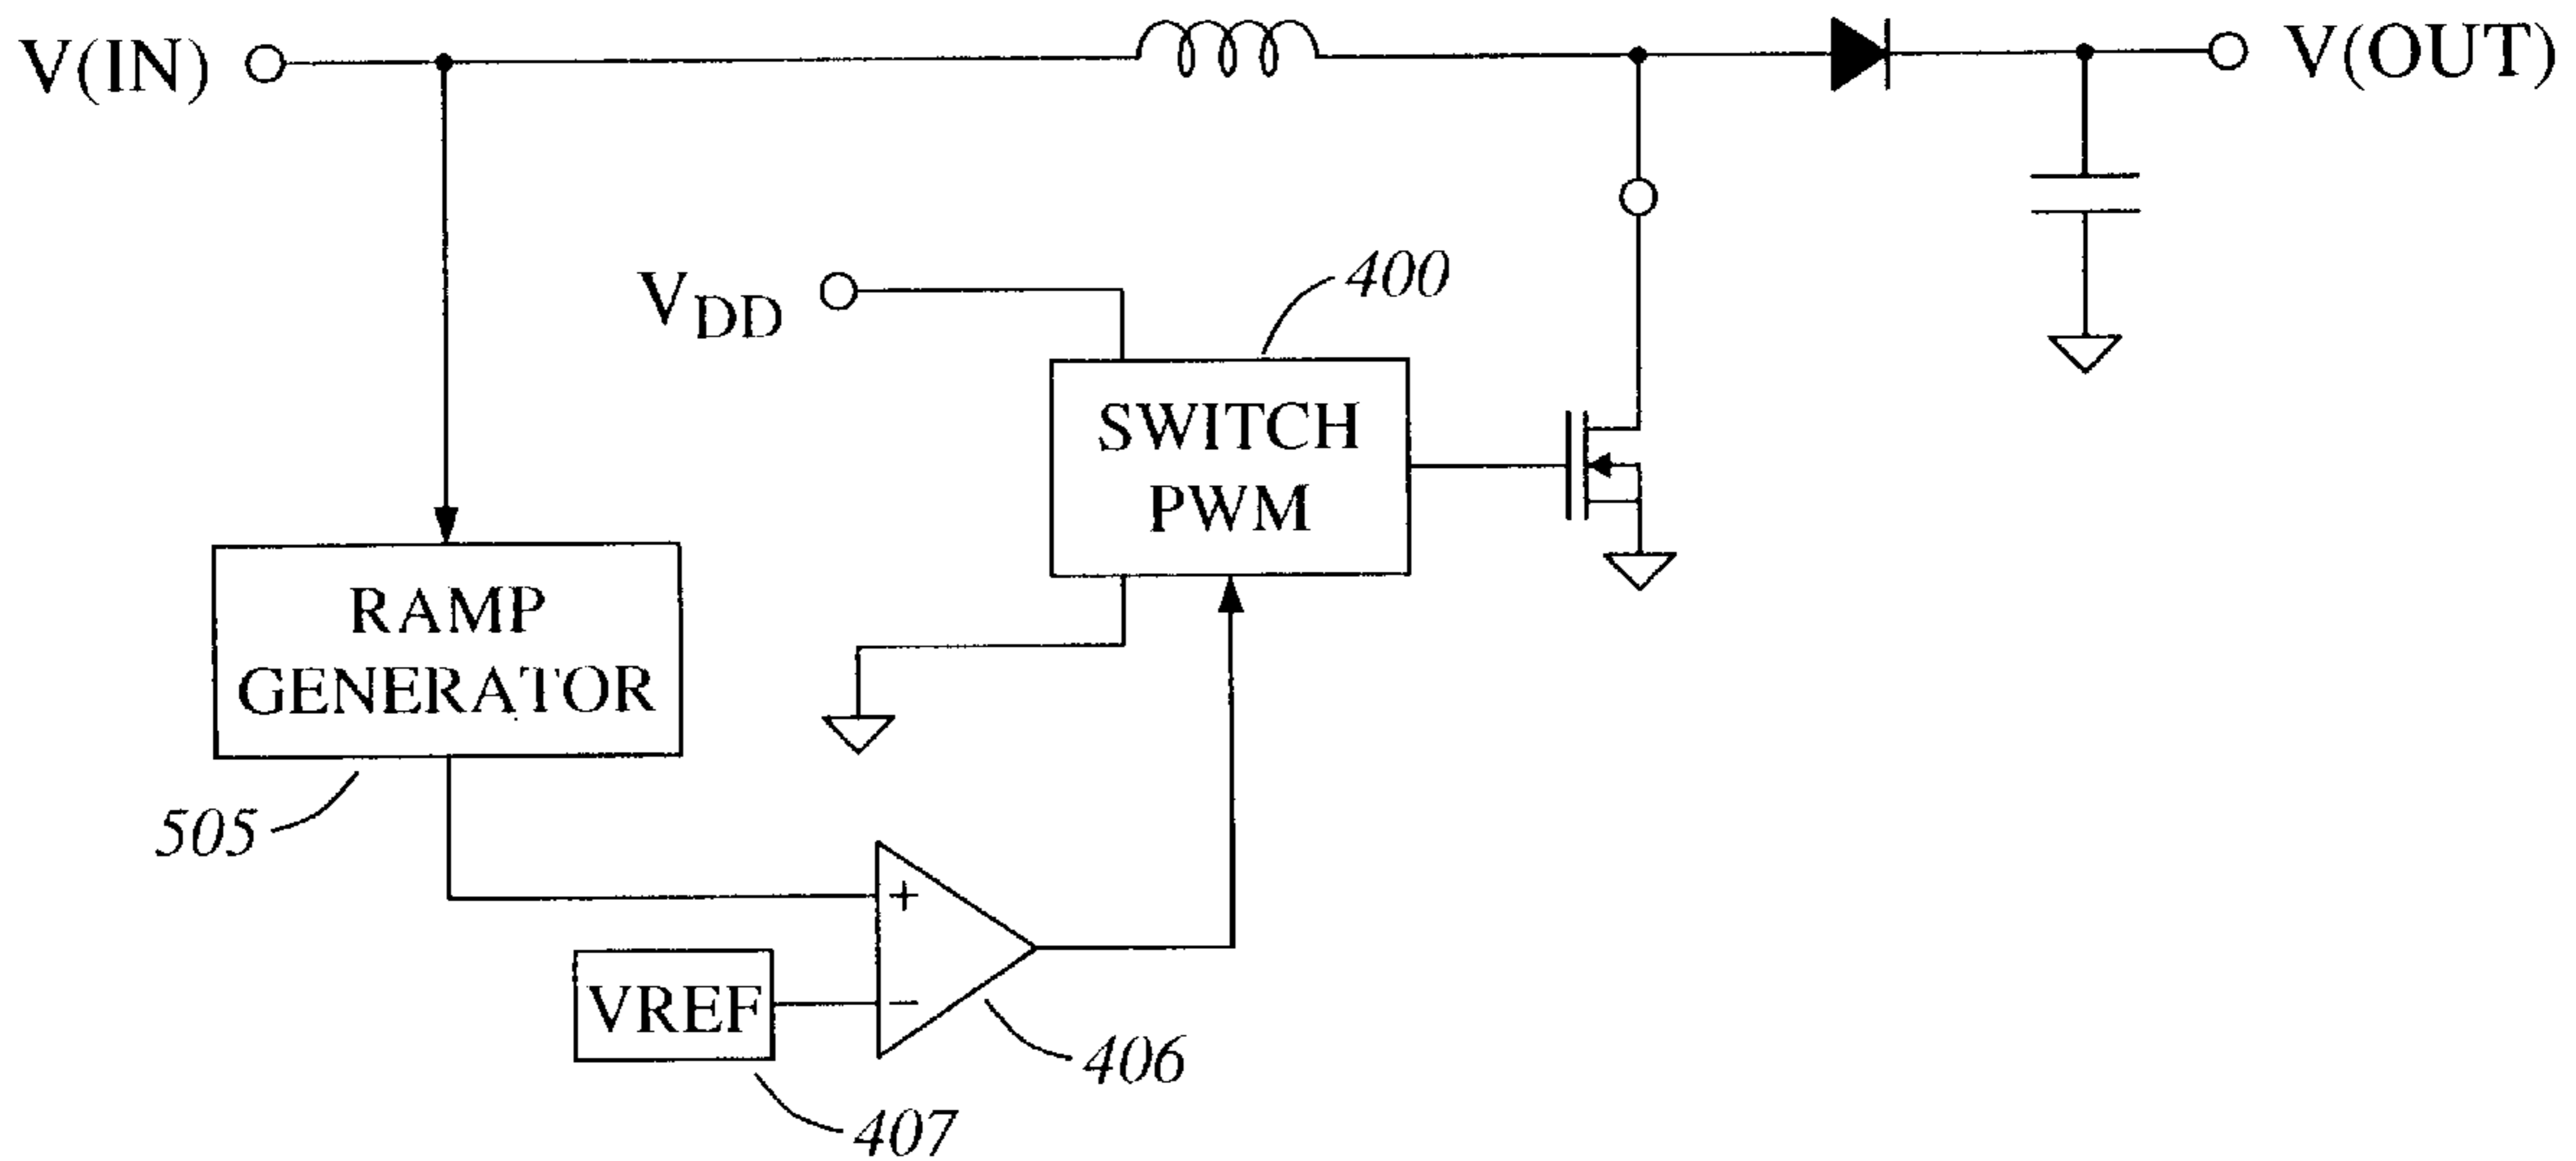 V(IN)
V(OUT)
VDD
400
SWITCH
PWM
RAMP
GENERATOR
505
+
VREF
−
406
407